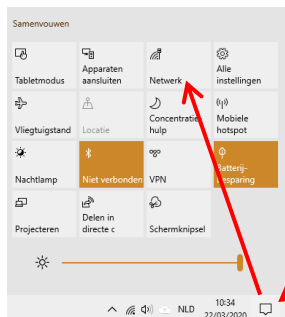 Samenvouwen
Tabletmodus
Apparaten
aansluiten
Netwerk
Alle
instellingen
Vliegtuigstand
Locatie
Concentratie
hulp
Mobiele
hotspot
Nachtlamp
Niet verbonden
VPN
Batterij-
besparing
Projecteren
Delen in
directe c
Schermknipsel
NLD
10:34
22/03/2020